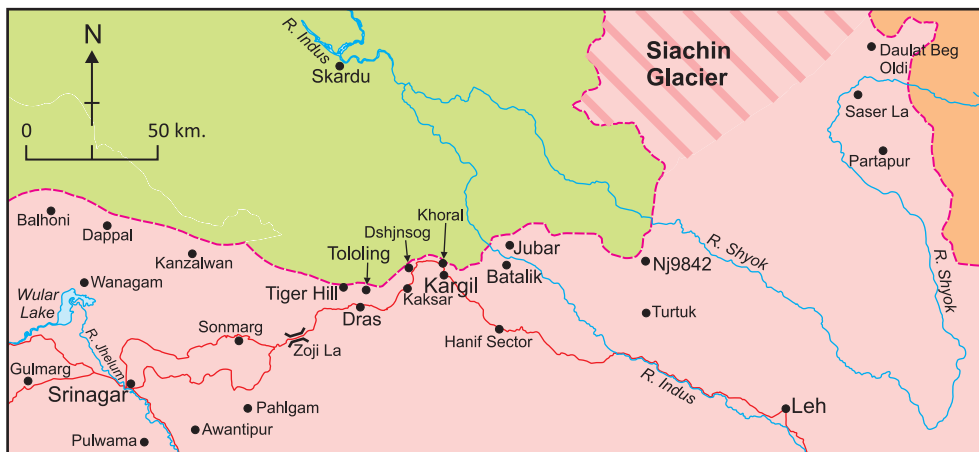 N
0
50 km.
R. Indus
Skardu
Siachin
Glacier
Daulat Beg
Oldi
Saser La
Partapur
Balhoni
Dappal
Kanzalwan
Wanagam
Wular
Lake
R. Jhelum
Gulmarg
Srinagar
Pulwama
Awantipur
Pahlgam
Sonmarg
Zoji La
Tiger Hill
Tololing
Dras
Dshjnsog
Khoral
Kaksar
Kargil
Jubar
Batalik
Hanif Sector
Nj9842
Turtuk
R. Shyok
R. Shyok
R. Indus
Leh